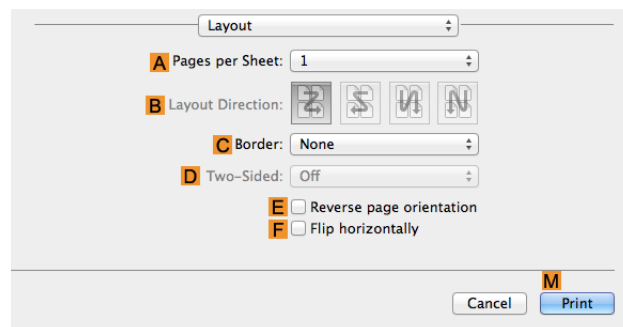 Layout
A Pages per Sheet: 1
B Layout Direction:
C Border: None
D Two-Sided: Off
E Reverse page orientation
F Flip horizontally
M
Cancel Print